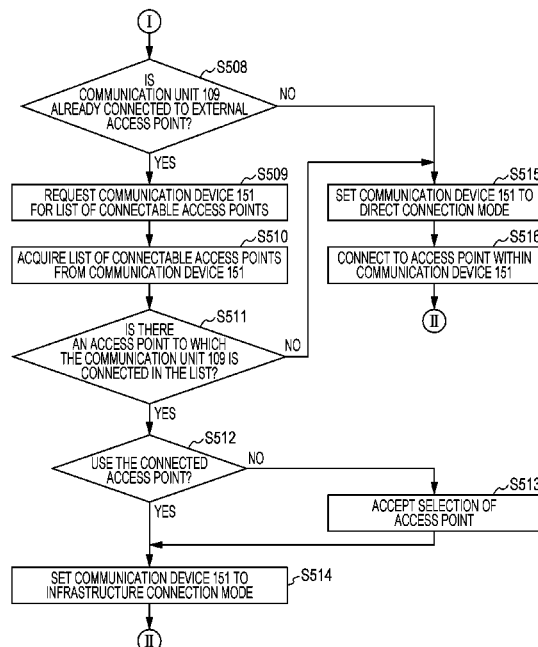 I
S508
IS
COMMUNICATION UNIT 109
ALREADY CONNECTED TO EXTERNAL
ACCESS POINT?
NO
YES
S509
REQUEST COMMUNICATION DEVICE 151
FOR LIST OF CONNECTABLE ACCESS POINTS
S510
ACQUIRE LIST OF CONNECTABLE ACCESS POINTS
FROM COMMUNICATION DEVICE 151
S511
IS THERE
AN ACCESS POINT TO WHICH
THE COMMUNICATION UNIT 109 IS
CONNECTED IN THE LIST?
NO
YES
S515
SET COMMUNICATION DEVICE 151 TO
DIRECT CONNECTION MODE
S516
CONNECT TO ACCESS POINT WITHIN
COMMUNICATION DEVICE 151
II
S512
USE THE CONNECTED
ACCESS POINT?
NO
YES
S513
ACCEPT SELECTION OF
ACCESS POINT
S514
SET COMMUNICATION DEVICE 151 TO
INFRASTRUCTURE CONNECTION MODE
II